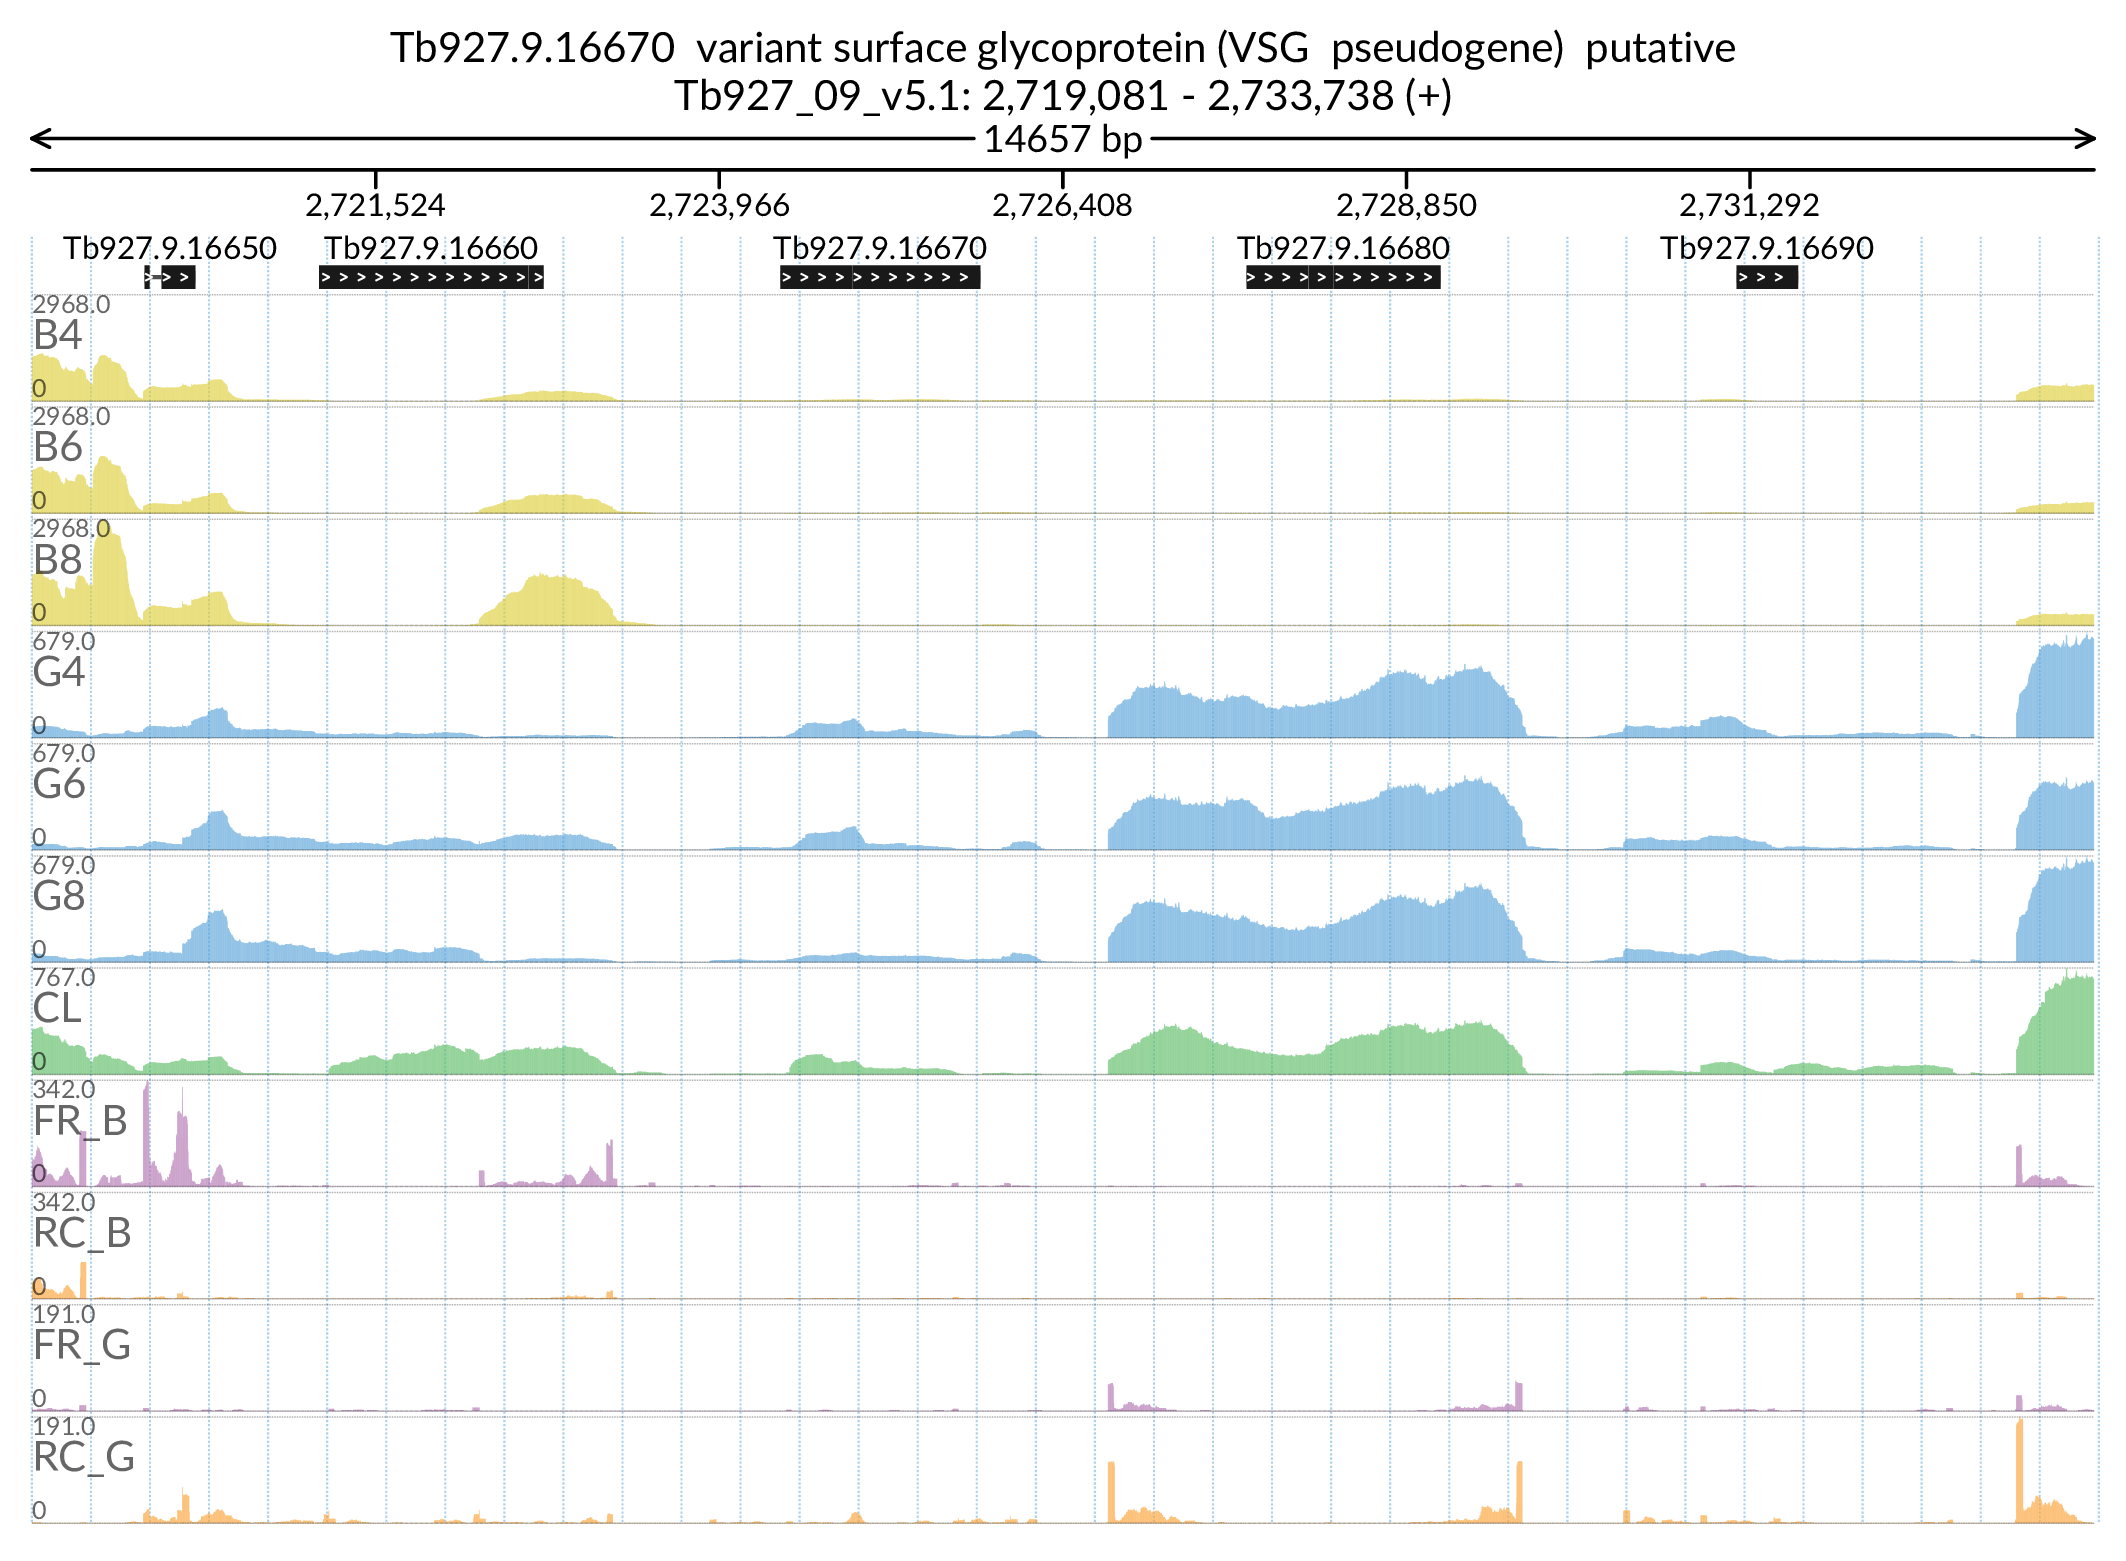 Tb927.9.16670  variant surface glycoprotein (VSG  pseudogene)  putative
Tb927_09_v5.1: 2,719,081 - 2,733,738 (+)
14657 bp
2,721,524 2,723,966 2,726,408 2,728,850 2,731,292
Tb927.9.16650 Tb927.9.16660 Tb927.9.16670 Tb927.9.16680 Tb927.9.16690
2968.0
B4
0
2968.0
B6
0
2968.0
B8
0
679.0
G4
0
679.0
G6
0
679.0
G8
0
767.0
CL
0
342.0
FR_B
0
342.0
RC_B
0
191.0
FR_G
0
191.0
RC_G
0